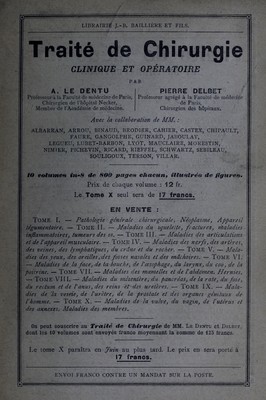 LIBRAIRIE J.-B. BAILLIÈRE ET FILS.
Traité de Chirurgie
CLINIQUE ET OPÉRATOIRE
PAR
A. LE DENTU
Professeur à la Faculté de médecine de Paris,
Chirurgien de l'hôpital Necker,
Membre de l'Académie de médecine.
PIERRE DELBET
Professeur agrégé à la Faculté de médecine
de Paris,
Chirurgien des hôpitaux.
Avec la collaboration de MM. :
ALBARRAN, ARROU, BINAUD, BRODIER, CAHIER, CASTEX, CHIPAULT,
FAURE, GANGOLPHE, GUINARD, JABOULAY,
LEGUEU, LUBET-BARBON, LYOT, MAUCLAIRE, MORESTIN,
NIMIER, PICHEVIN, RICARD, RIEFFEL, SCHWARTZ, SEBILEAU,
SOULIGOUX, TERSON, VILLAR.
10 volumes in-8 de 900 pages chacun, illustrés de figures.
Prix de chaque volume : 12 fr.
Le Tome X seul sera de 17 francs.
EN VENTE :
TOME I. — Pathologie générale chirurgicale, Néoplasmes, Appareil
tégumentaire. — TOME II. — Maladies du squelette, fractures, maladies
inflammatoires, tumeurs des os. — TOME III. — Maladies des articulations
et de l'appareil musculaire. — TOME IV. — Maladies des nerfs, des artères,
des veines, des lymphatiques, du crâne et du rachis. — TOME V. — Maladies
des yeux, des oreilles, des fosses nasales et des mâchoires. — TOME VI.
— Maladies de la face, de la bouche, de l'œsophage, du larynx, du cou, de la
poitrine. — TOME VII. — Maladies des mamelles et de l'abdomen, Hernies.
— TOME VIII. — Maladies du mésentère, du pancréas, de la rate, du foie,
du rectum et de l'anus, des reins et des uretères. — TOME IX. — Maladies
de la vessie, de l'urètre, de la prostate et des organes génitaux de
l'homme. — TOME X. — Maladies de la vulve, du vagin, de l'utérus et
des annexes. Maladies des membres.
On peut souscrire au Traité de Chirurgie de MM. LE DENTU et DELBET,
dont les 10 volumes sont envoyés franco moyennant la somme de 125 francs.
Le tome X paraîtra en Juin au plus tard. Le prix en sera porté à
17 francs.
ENVOI FRANCO CONTRE UN MANDAT SUR LA POSTE.